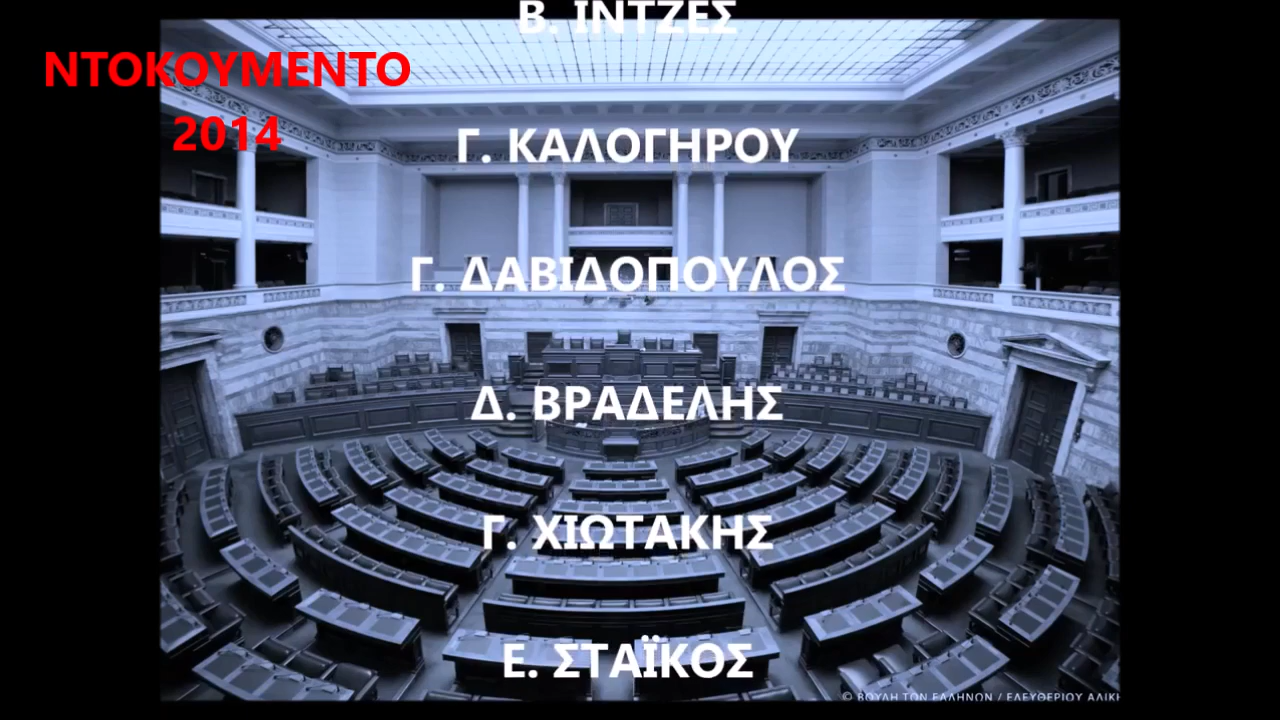 Β. ΙΝΤΖΕΣ
ΝΤΟΚΟΥΜΕΝΤΟ
2014
Γ. ΚΑΛΟΓΗΡΟΥ
Γ. ΔΑΒΙΔΟΠΟΥΛΟΣ
Δ. ΒΡΑΔΕΛΗΣ
Γ. ΧΙΩΤΑΚΗΣ
Ε. ΣΤΑΪΚΟΣ
© ΒΟΥΛΗ ΤΩΝ ΕΛΛΗΝΩΝ / ΕΛΕΥΘΕΡΙΟΥ ΑΛΙΚΗ